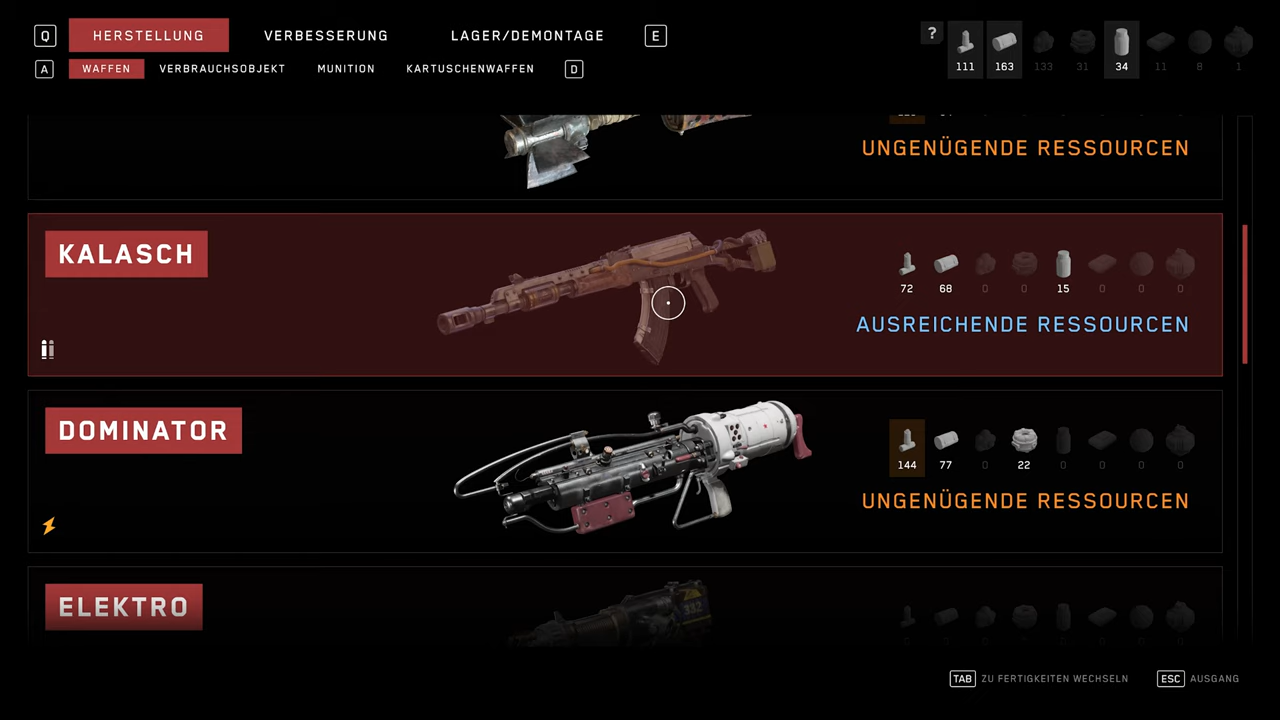 Q HERSTELLUNG VERBESSERUNG LAGER/DEMONTAGE E
A WAFFEN VERBRAUCHSOBJEKT MUNITION KARTUSCHENWAFFEN D
?
111 163 133 31 34 11 8 1
UNGENÜGENDE RESSOURCEN
KALASCH
72 68 0 0 15 0 0 0
AUSREICHENDE RESSOURCEN
DOMINATOR
144 77 0 22 0 0 0 0
UNGENÜGENDE RESSOURCEN
ELEKTRO
332
TAB ZU FERTIGKEITEN WECHSELN ESC AUSGANG